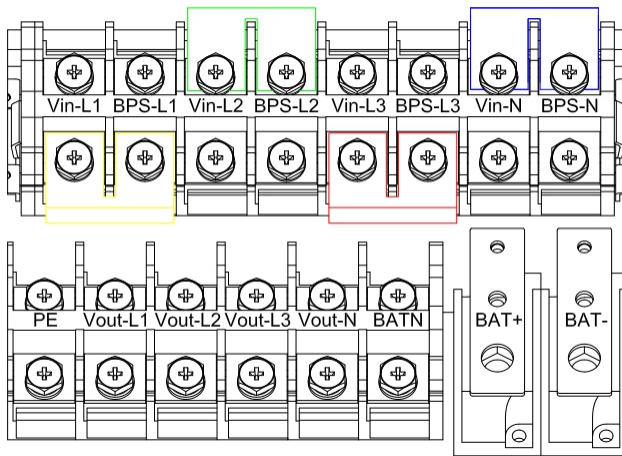 Vin-L1 BPS-L1 Vin-L2 BPS-L2 Vin-L3 BPS-L3 Vin-N BPS-N
PE Vout-L1 Vout-L2 Vout-L3 Vout-N BATN BAT+ BAT-